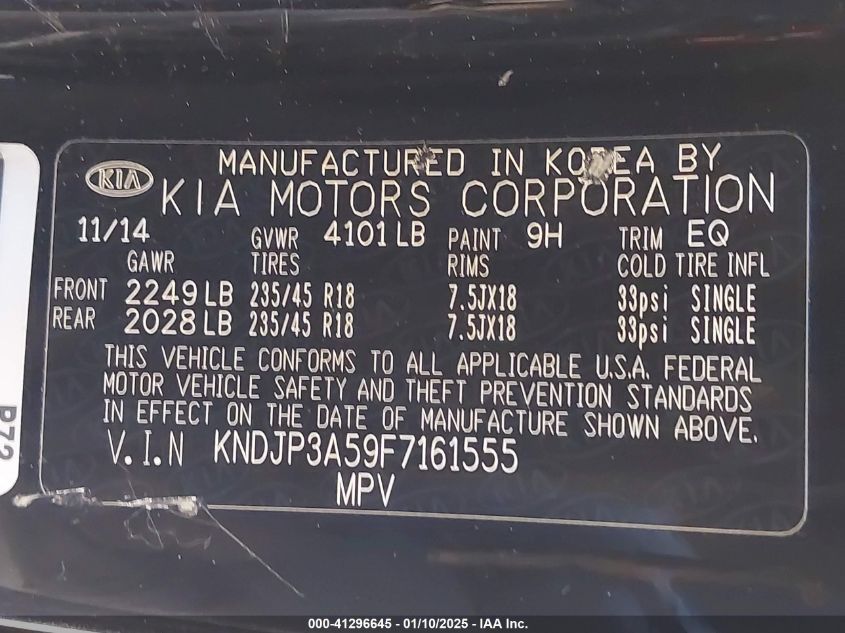 MANUFACTURED IN KOREA BY
KIA
KIA MOTORS CORPORATION
11/14 GVWR 4101 LB PAINT 9H TRIM EQ
GAWR TIRES RIMS COLD TIRE INFL
FRONT 2249 LB 235/45 R18 7.5JX18 33psi SINGLE
REAR 2028 LB 235/45 R18 7.5JX18 33psi SINGLE
THIS VEHICLE CONFORMS TO ALL APPLICABLE U.S.A. FEDERAL
MOTOR VEHICLE SAFETY AND THEFT PREVENTION STANDARDS
IN EFFECT ON THE DATE OF MANUFACTURE SHOWN ABOVE.
V.I.N KNDJP3A59F7161555
MPV
000-41296645 - 01/10/2025 - IAA Inc.